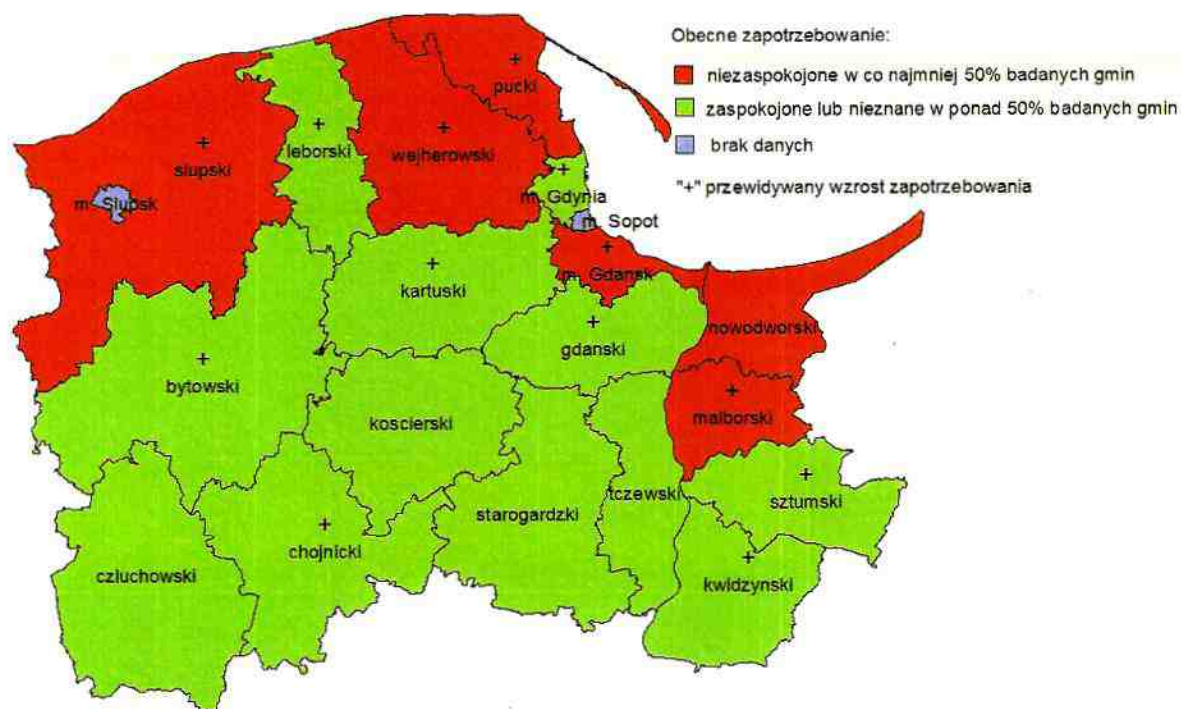 Obecne zapotrzebowanie:
niezaspokojone w co najmniej 50% badanych gmin
zaspokojone lub nieznane w ponad 50% badanych gmin
brak danych
"+" przewidywany wzrost zapotrzebowania
+
pucki
+
slupski
+
leborski
+
wejherowski
+
m. Gdynia
m. Slupsk
m. Sopot
+
m. Gdansk
+
kartuski
nowodworski
+
gdanski
+
bytowski
+
malborski
koscierski
+
sztumski
tczewski
starogardzki
+
chojnicki
czluchowski
+
kwidzynski